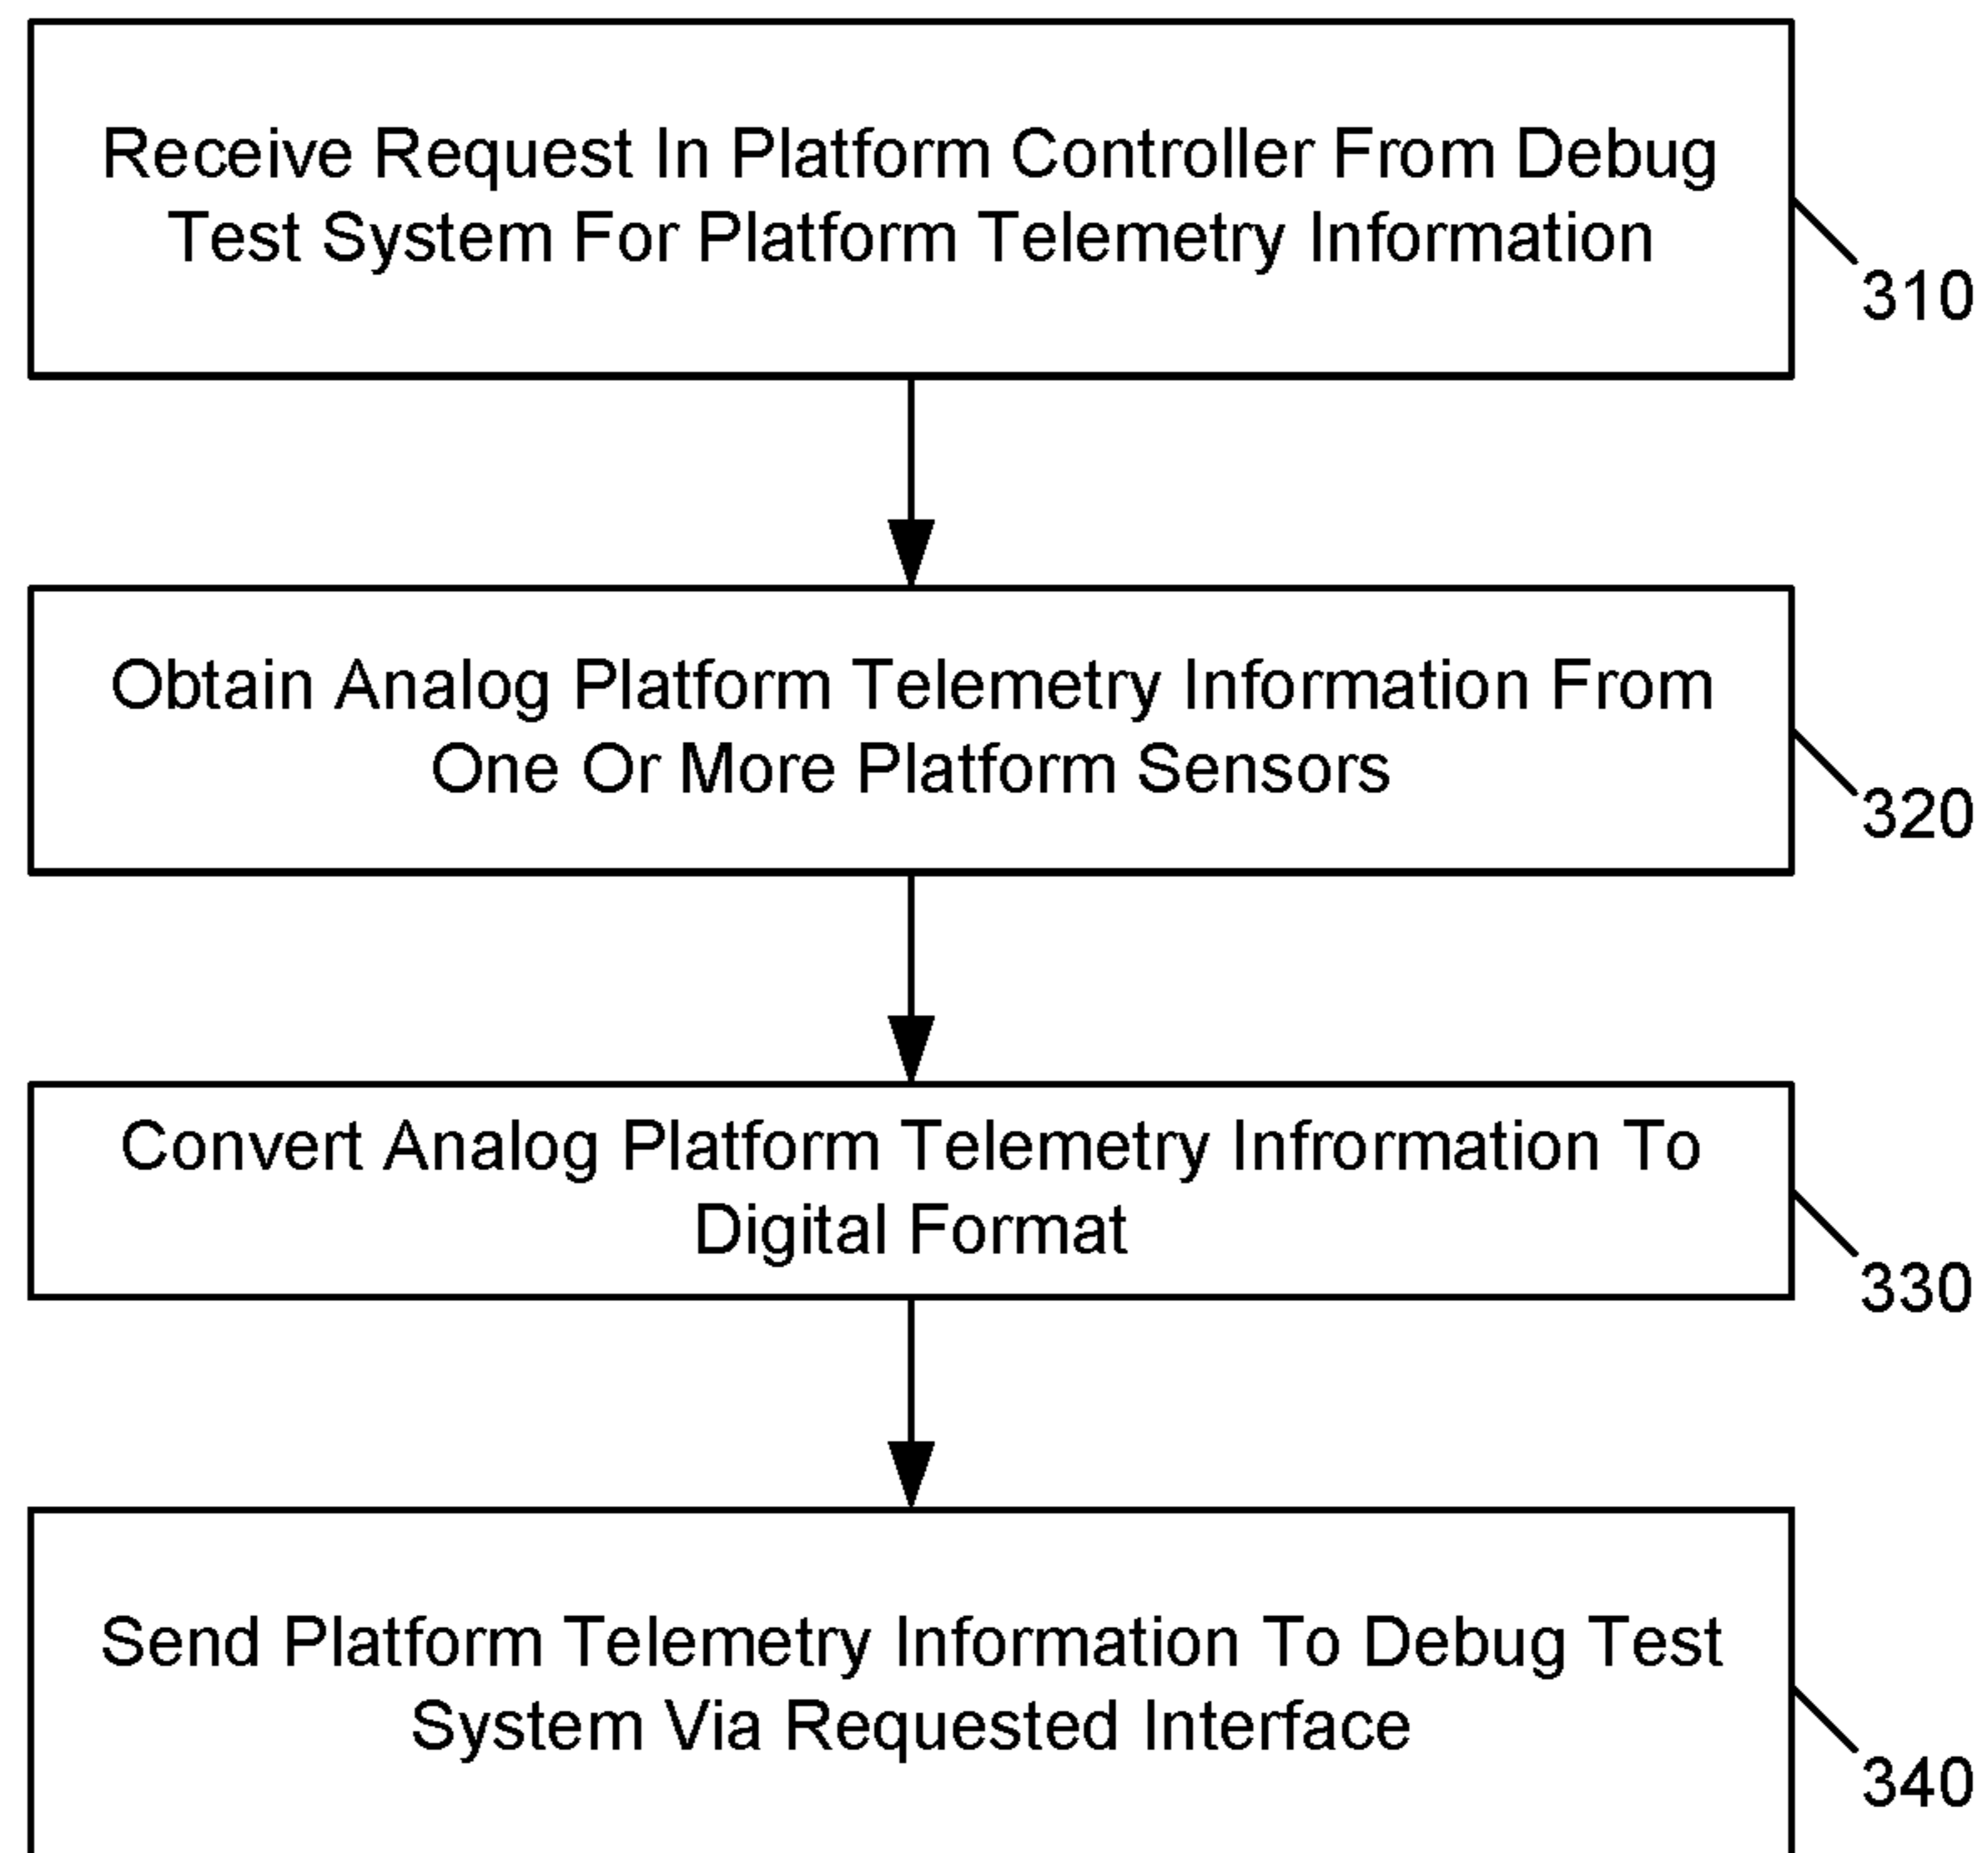 Receive Request In Platform Controller From Debug
Test System For Platform Telemetry Information
310
Obtain Analog Platform Telemetry Information From
One Or More Platform Sensors
320
Convert Analog Platform Telemetry Infrormation To
Digital Format
330
Send Platform Telemetry Information To Debug Test
System Via Requested Interface
340